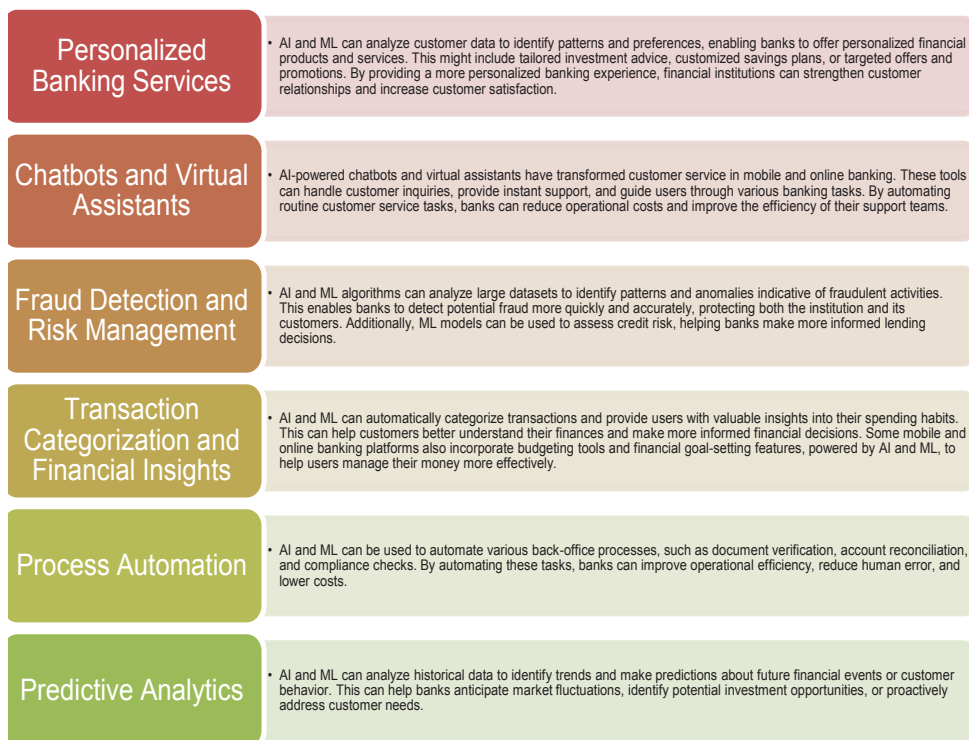 Personalized
Banking Services
• AI and ML can analyze customer data to identify patterns and preferences, enabling banks to offer personalized financial
products and services. This might include tailored investment advice, customized savings plans, or targeted offers and
promotions. By providing a more personalized banking experience, financial institutions can strengthen customer
relationships and increase customer satisfaction.
Chatbots and Virtual
Assistants
• AI-powered chatbots and virtual assistants have transformed customer service in mobile and online banking. These tools
can handle customer inquiries, provide instant support, and guide users through various banking tasks. By automating
routine customer service tasks, banks can reduce operational costs and improve the efficiency of their support teams.
Fraud Detection and
Risk Management
• AI and ML algorithms can analyze large datasets to identify patterns and anomalies indicative of fraudulent activities.
This enables banks to detect potential fraud more quickly and accurately, protecting both the institution and its
customers. Additionally, ML models can be used to assess credit risk, helping banks make more informed lending
decisions.
Transaction
Categorization and
Financial Insights
• AI and ML can automatically categorize transactions and provide users with valuable insights into their spending habits.
This can help customers better understand their finances and make more informed financial decisions. Some mobile and
online banking platforms also incorporate budgeting tools and financial goal-setting features, powered by AI and ML, to
help users manage their money more effectively.
Process Automation
• AI and ML can be used to automate various back-office processes, such as document verification, account reconciliation,
and compliance checks. By automating these tasks, banks can improve operational efficiency, reduce human error, and
lower costs.
Predictive Analytics
• AI and ML can analyze historical data to identify trends and make predictions about future financial events or customer
behavior. This can help banks anticipate market fluctuations, identify potential investment opportunities, or proactively
address customer needs.